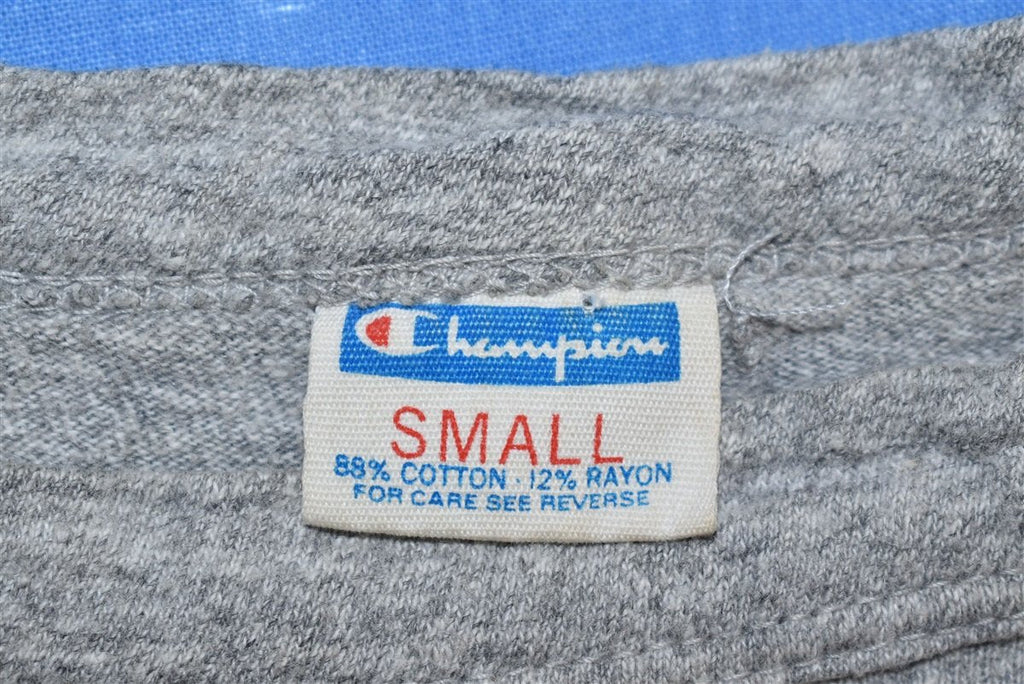 Champion
SMALL
88% COTTON · 12% RAYON
FOR CARE SEE REVERSE